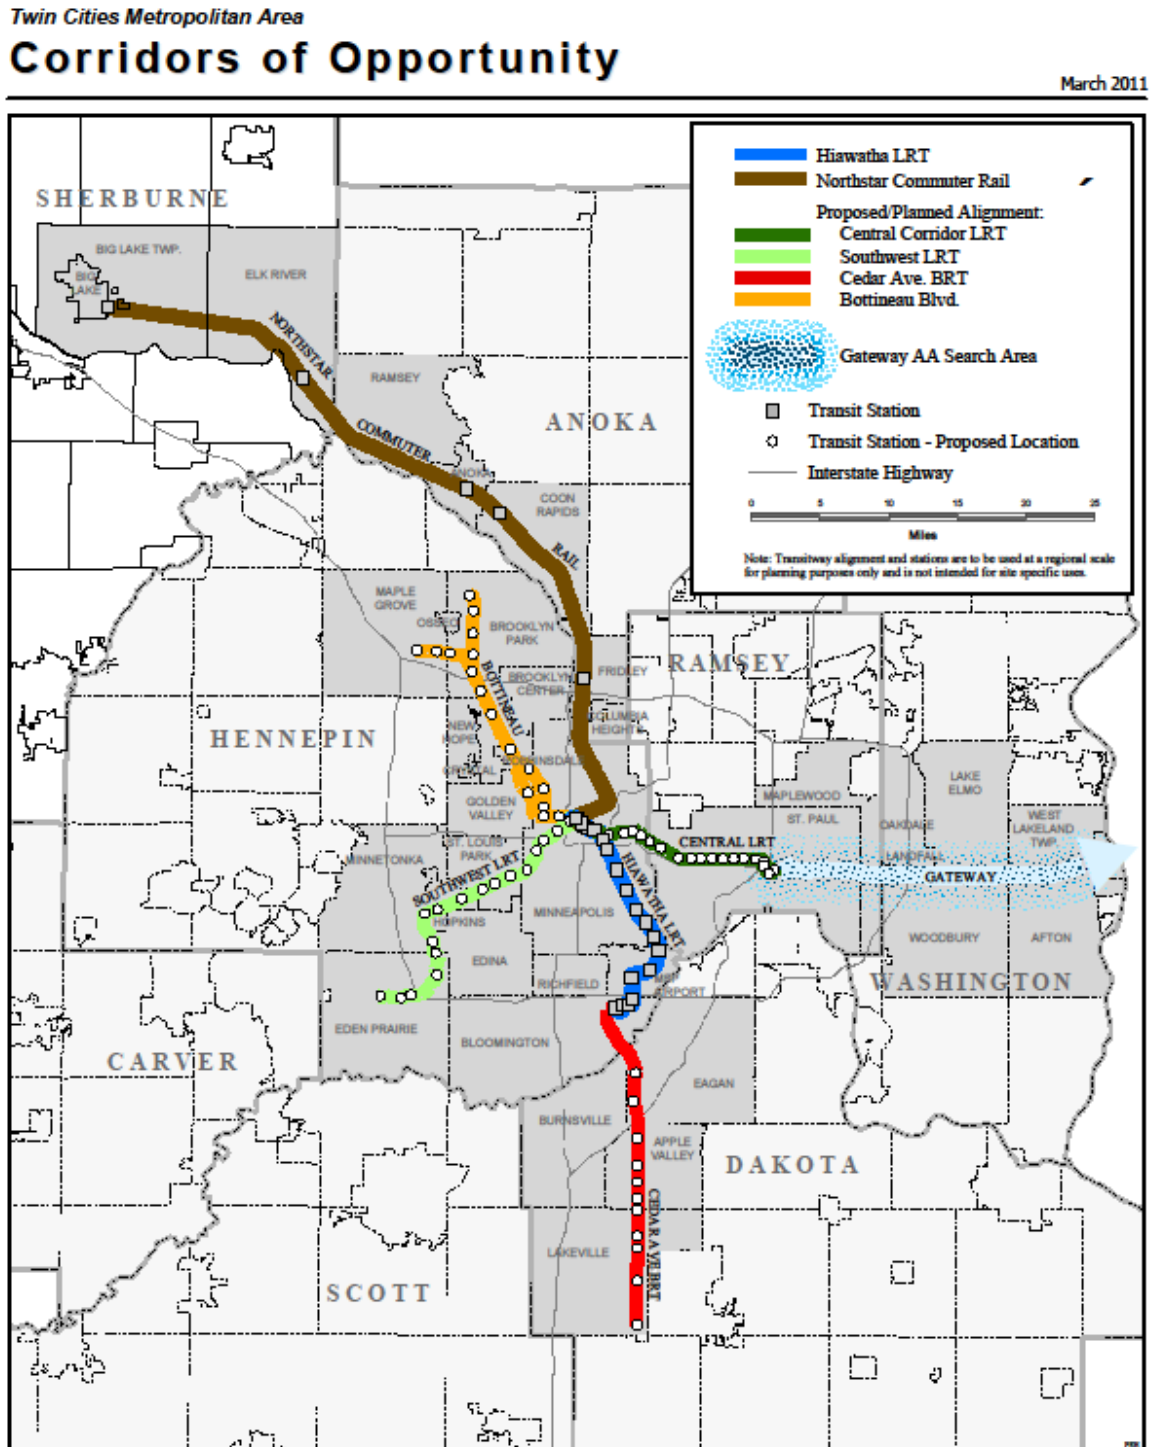 Twin Cities Metropolitan Area
Corridors of Opportunity
March 2011
Hiawatha LRT
Northstar Commuter Rail
Proposed/Planned Alignment:
Central Corridor LRT
Southwest LRT
Cedar Ave. BRT
Bottineau Blvd.
Gateway AA Search Area
Transit Station
Transit Station - Proposed Location
Interstate Highway
0 5 10 15 20 25
Miles
Note: Transitway alignment and stations are to be used at a regional scale
for planning purposes only and is not intended for site specific uses.
SHERBURNE
BIG LAKE TWP.
BIG
LAKE
ELK RIVER
NORTHSTAR
COMMUTER
RAIL
RAMSEY
ANOKA
ANOKA
COON
RAPIDS
MAPLE
GROVE
OSSEO
BROOKLYN
PARK
BROOKLYN
CENTER
FRIDLEY
RAMSEY
COLUMBIA
HEIGHTS
BOTTINEAU
HENNEPIN
NEW
HOPE
CRYSTAL
ROBBINSDALE
GOLDEN
VALLEY
LAKE
ELMO
MAPLEWOOD
ST. PAUL
OAKDALE
WEST
LAKELAND
TWP.
CENTRAL LRT
LANDFALL
GATEWAY
MINNETONKA
ST. LOUIS
PARK
SOUTHWEST LRT
HIAWATHA LRT
HOPKINS
MINNEAPOLIS
WOODBURY
AFTON
EDINA
RICHFIELD
MSP
AIRPORT
WASHINGTON
EDEN PRAIRIE
BLOOMINGTON
CARVER
EAGAN
BURNSVILLE
APPLE
VALLEY
DAKOTA
CEDAR AVE BRT
LAKEVILLE
SCOTT